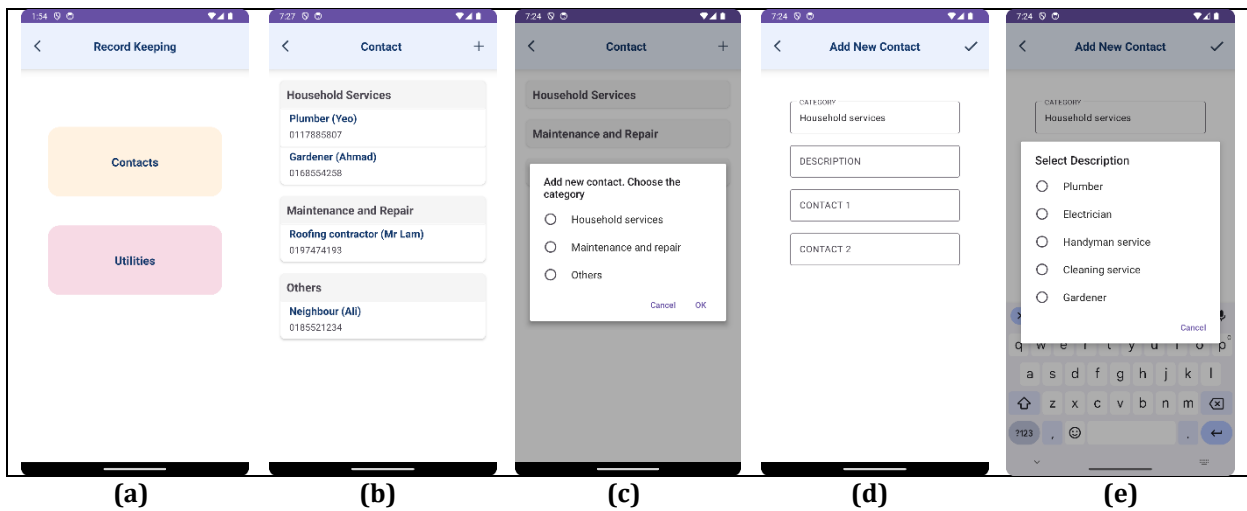 1:54
Record Keeping
Contacts
Utilities
(a)
7:27
Contact
Household Services
Plumber (Yeo)
0117885807
Gardener (Ahmad)
0168554258
Maintenance and Repair
Roofing contractor (Mr Lam)
0197474193
Others
Neighbour (Ali)
0185521234
(b)
7:24
Contact
Household Services
Maintenance and Repair
Add new contact. Choose the
category
Household services
Maintenance and repair
Others
Cancel OK
(c)
7:24
Add New Contact
CATEGORY
Household services
DESCRIPTION
CONTACT 1
CONTACT 2
(d)
7:24
Add New Contact
CATEGORY
Household services
Select Description
Plumber
Electrician
Handyman service
Cleaning service
Gardener
Cancel
q w e r t y u i o p
a s d f g h j k l
z x c v b n m
?123 , .
(e)